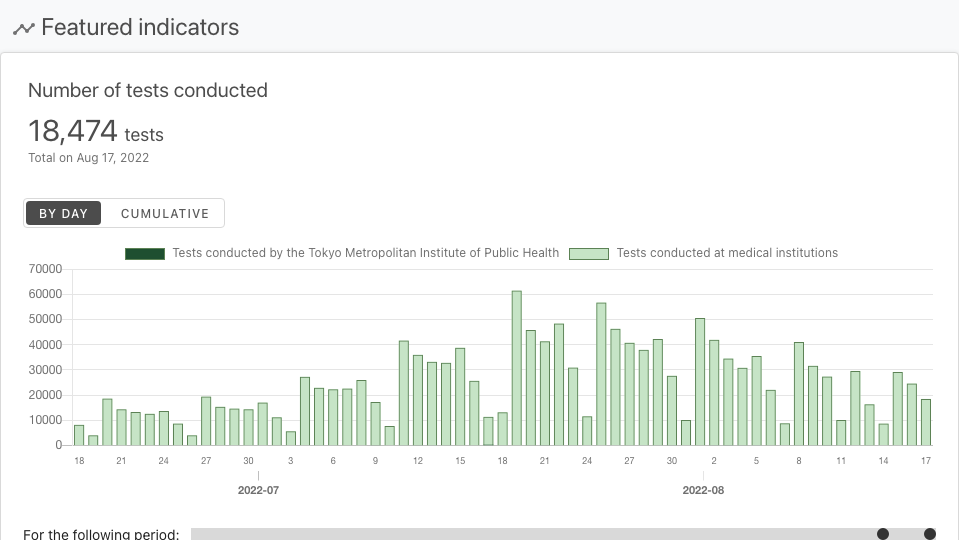 Featured indicators
Number of tests conducted
18,474 tests
Total on Aug 17, 2022
BY DAY CUMULATIVE
Tests conducted by the Tokyo Metropolitan Institute of Public Health Tests conducted at medical institutions
70000
60000
50000
40000
30000
20000
10000
0
18 21 24 27 30 3 6 9 12 15 18 21 24 27 30 2 5 8 11 14 17
2022-07 2022-08
For the following period: